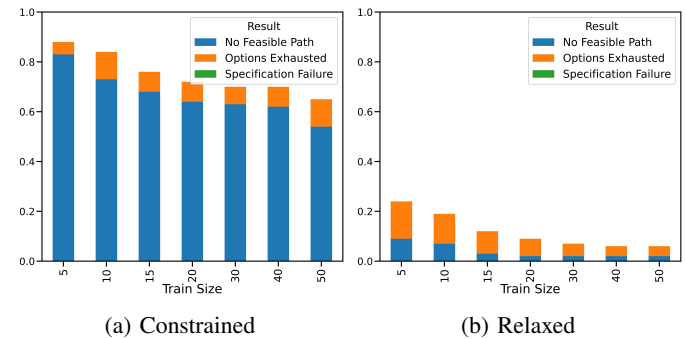 1.0
0.8
0.6
0.4
0.2
0.0
Result
No Feasible Path
Options Exhausted
Specification Failure
5
10
15
20
30
40
50
Train Size
(a) Constrained
1.0
0.8
0.6
0.4
0.2
0.0
Result
No Feasible Path
Options Exhausted
Specification Failure
5
10
15
20
30
40
50
Train Size
(b) Relaxed